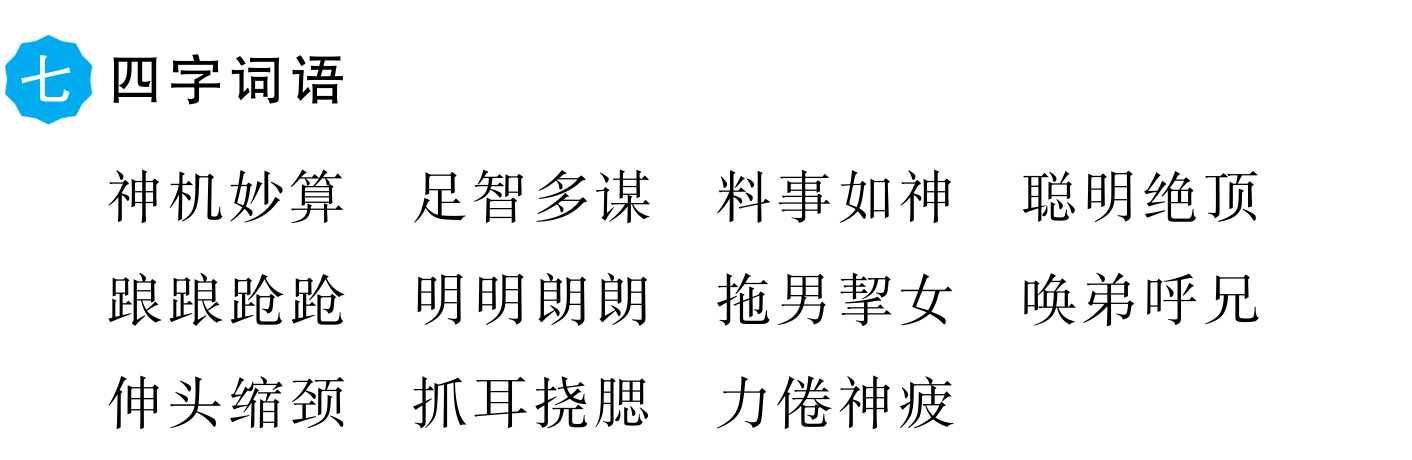 七 四字词语
神机妙算 足智多谋 料事如神 聪明绝顶
踉踉跄跄 明明朗朗 拖男挈女 唤弟呼兄
伸头缩颈 抓耳挠腮 力倦神疲